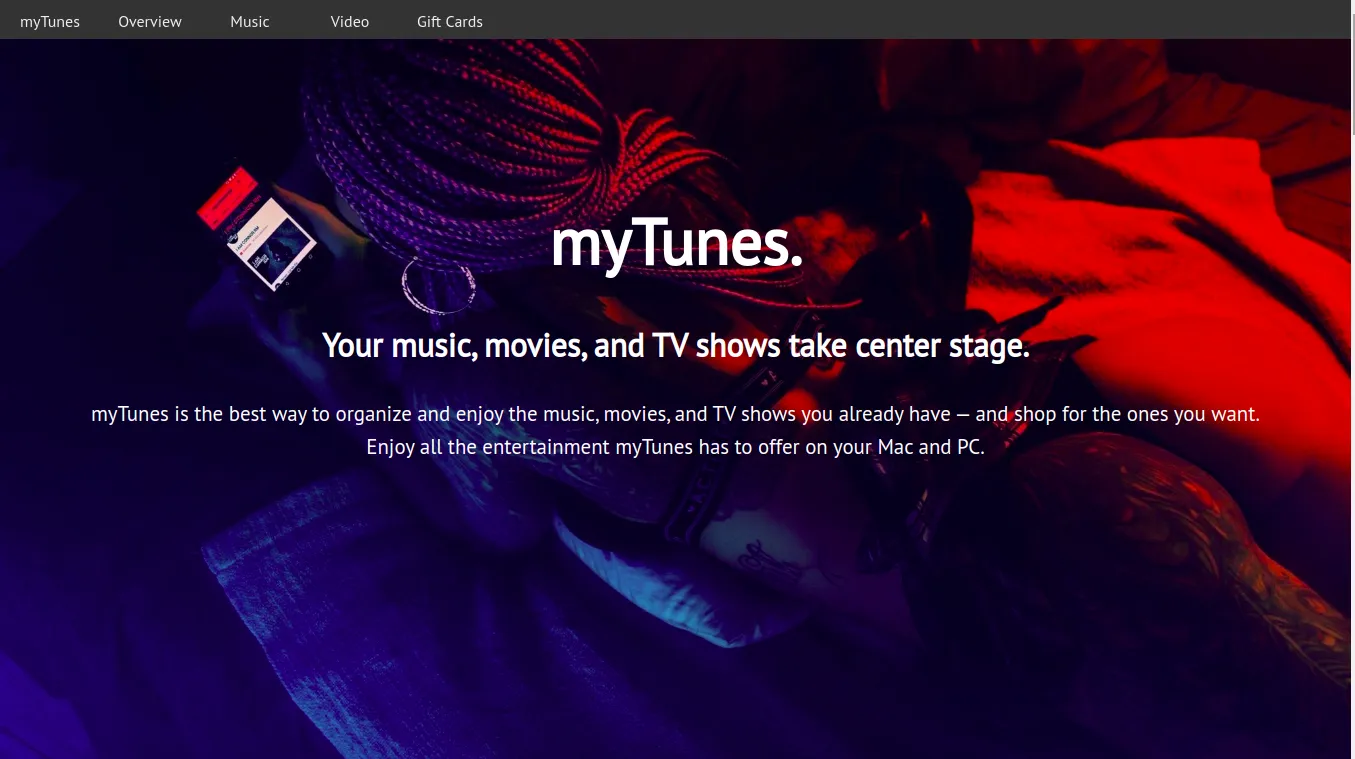 myTunes Overview Music Video Gift Cards
myTunes.
Your music, movies, and TV shows take center stage.
myTunes is the best way to organize and enjoy the music, movies, and TV shows you already have — and shop for the ones you want.
Enjoy all the entertainment myTunes has to offer on your Mac and PC.